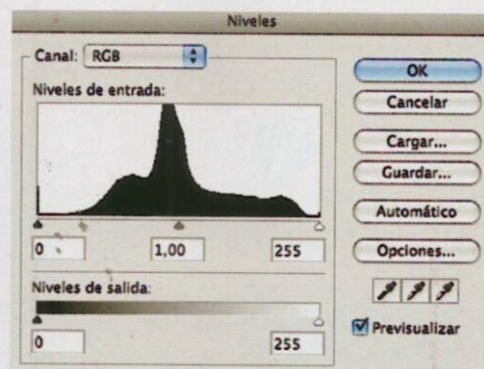 Niveles
Canal: RGB
OK
Niveles de entrada:
Cancelar
Cargar...
Guardar...
Automático
0 1,00 255
Opciones...
Niveles de salida:
Previsualizar
0 255